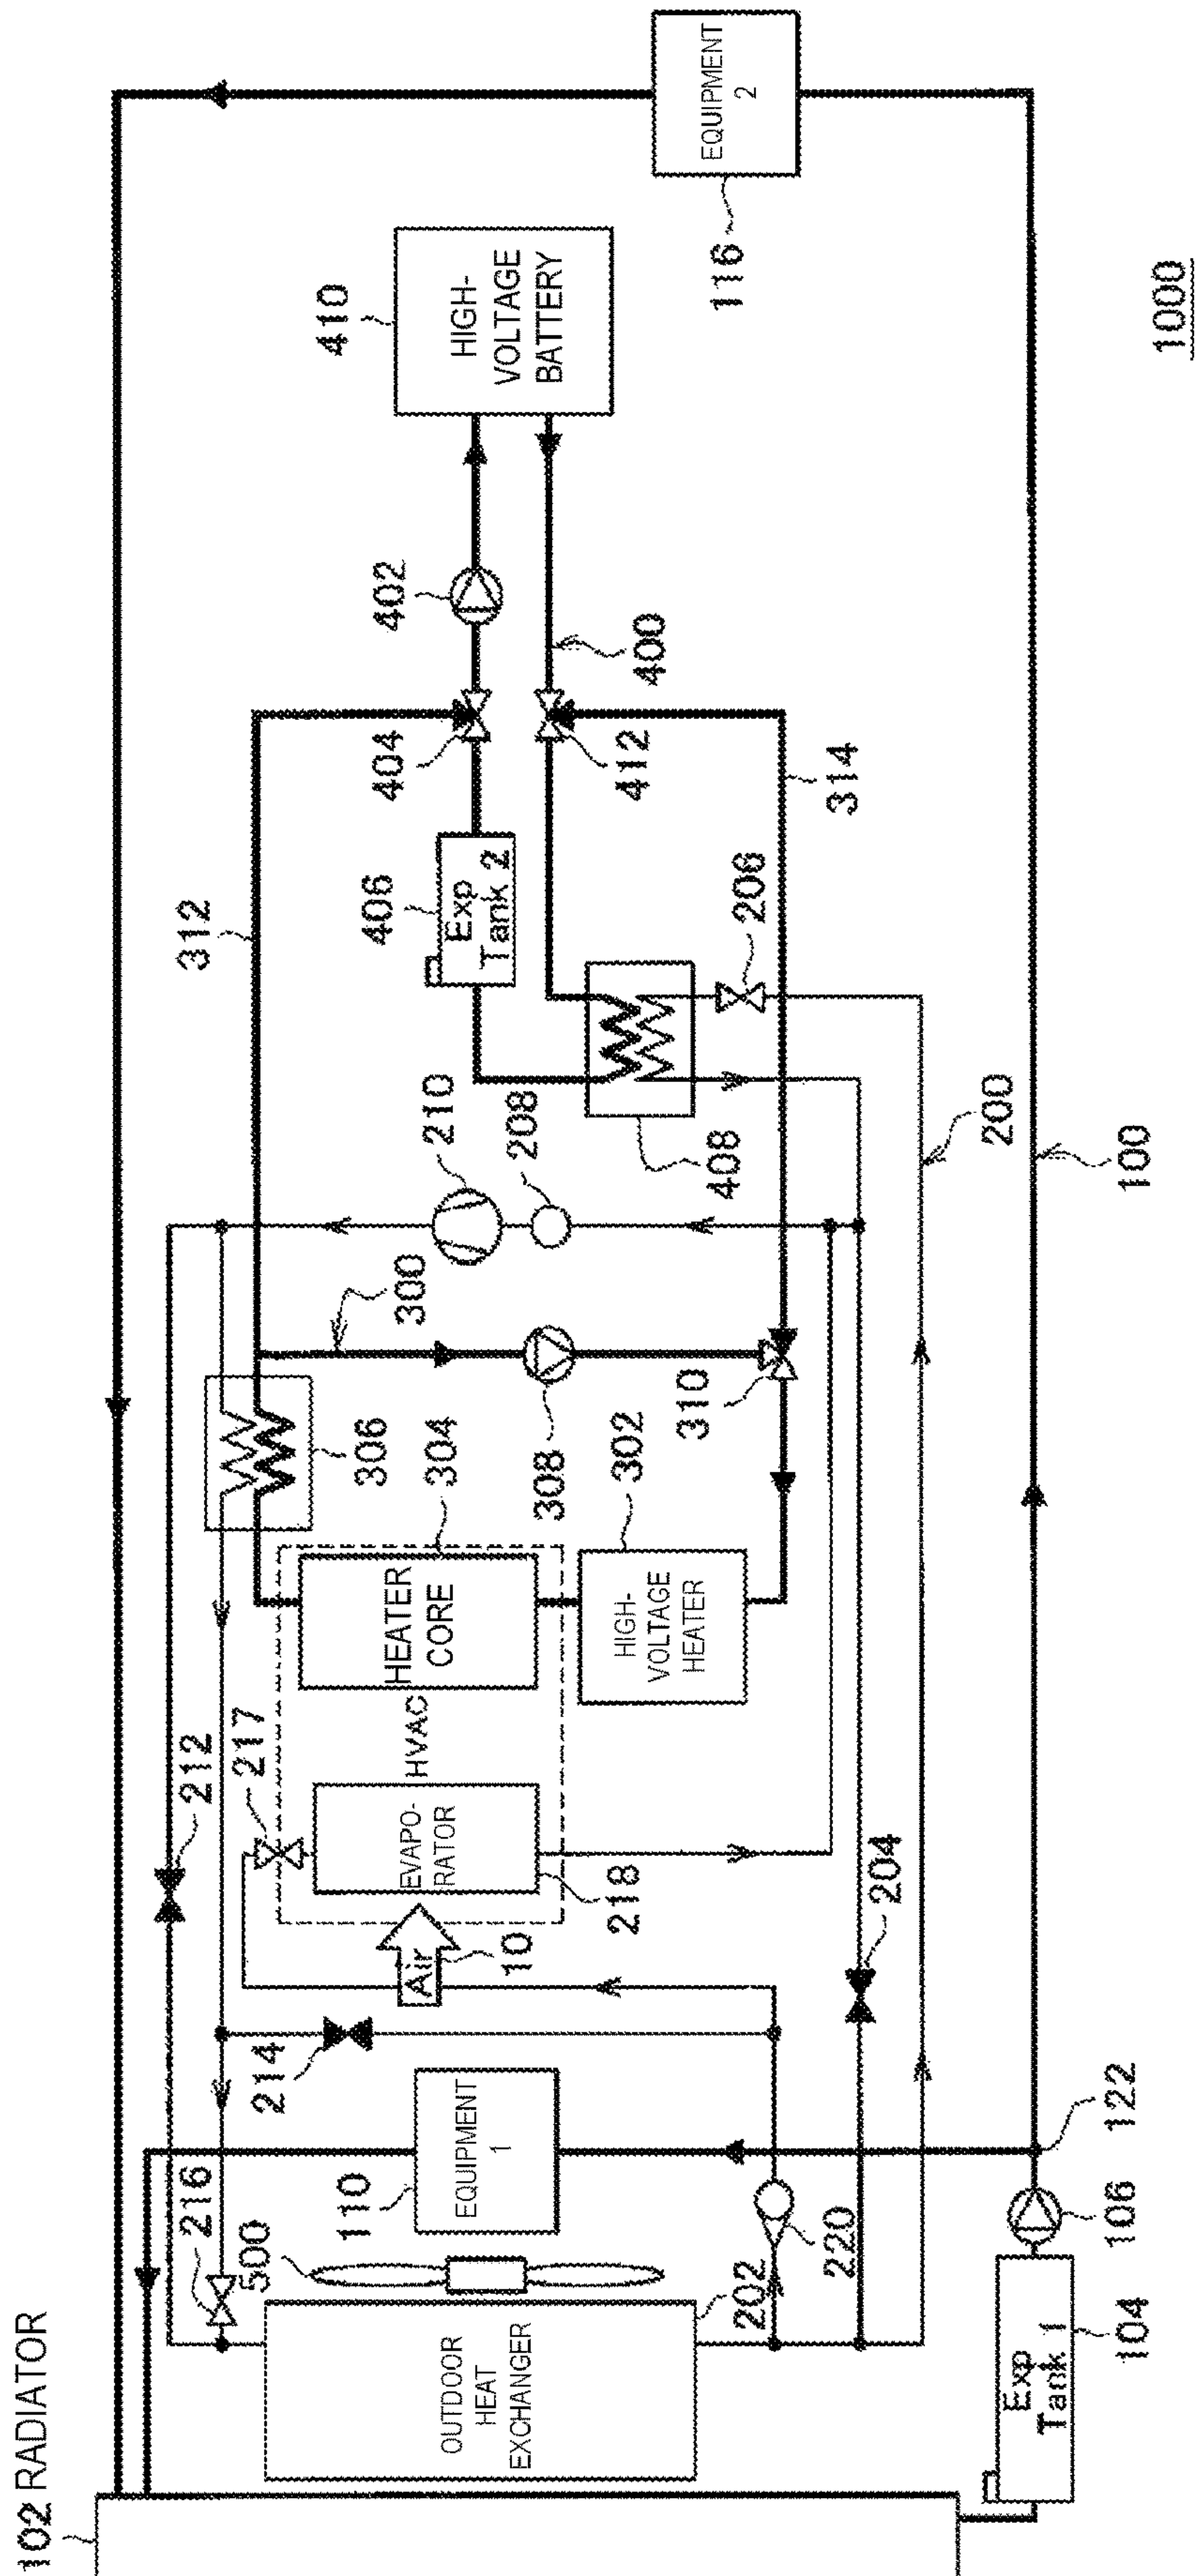 102 RADIATOR
OUTDOOR
HEAT
EXCHANGER
202
500
216
EQUIPMENT
1
110
220
Exp
Tank 1
104
106
122
214
Air
10
212
217
EVAPO-
RATOR
218
HVAC
HEATER
CORE
304
306
HIGH-
VOLTAGE
HEATER
302
308
310
300
204
210
208
408
312
Exp
Tank 2
406
206
404
412
314
402
400
200
100
410
HIGH-
VOLTAGE
BATTERY
EQUIPMENT
2
116
1000